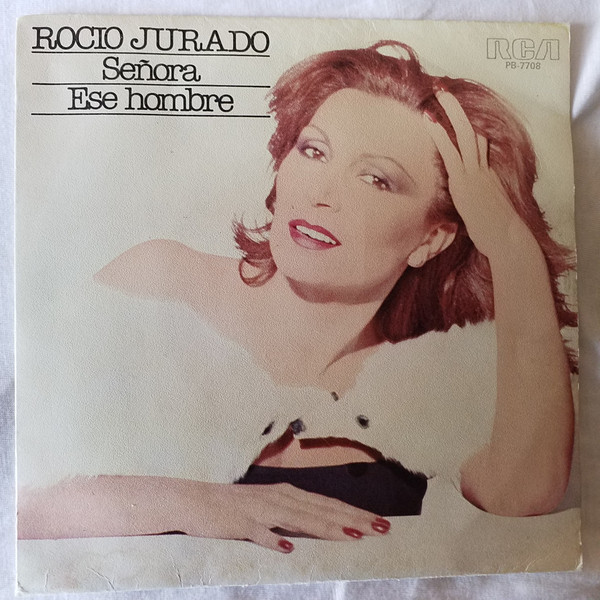 ROCIO JURADO
Señora
Ese hombre
RCA
PB-7708